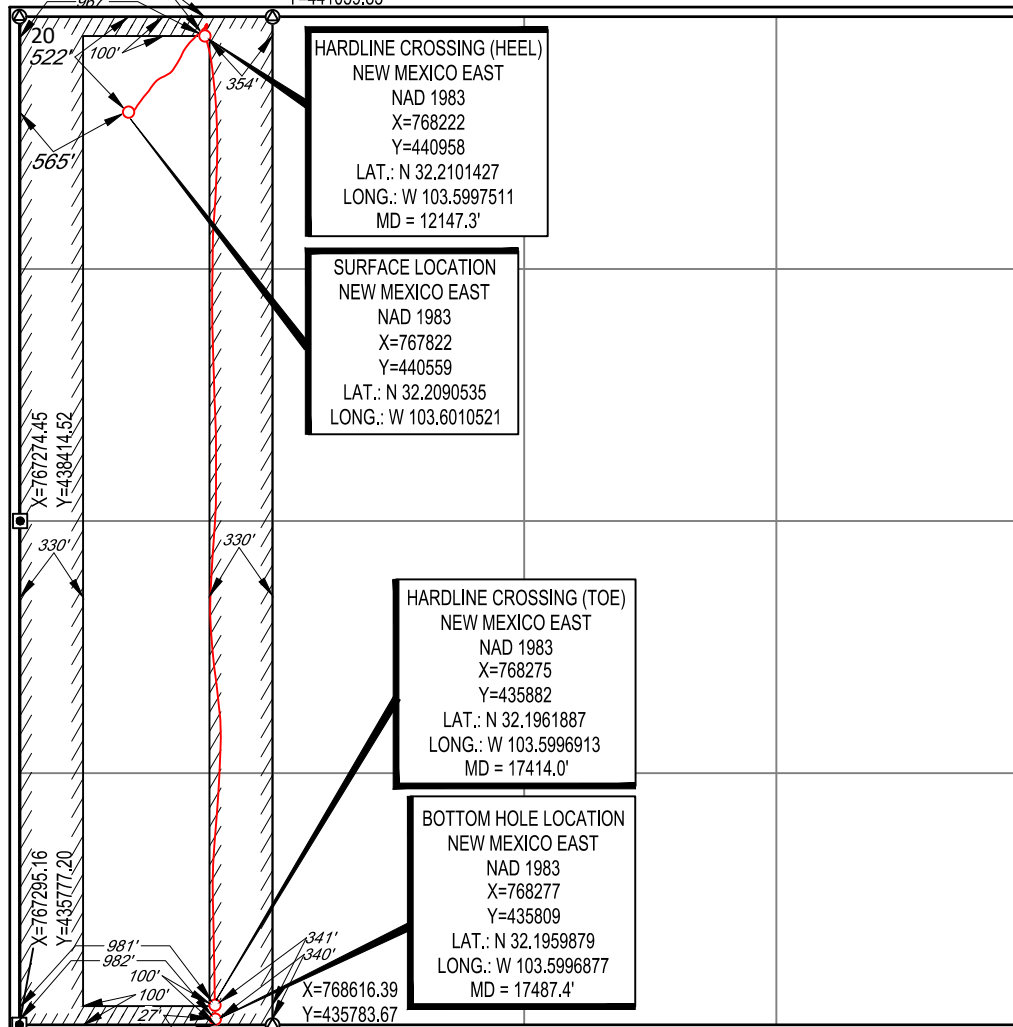 Y=441059.85
967'
20
522'
100'
354'
565'
HARDLINE CROSSING (HEEL)
NEW MEXICO EAST
NAD 1983
X=768222
Y=440958
LAT.: N 32.2101427
LONG.: W 103.5997511
MD = 12147.3'
SURFACE LOCATION
NEW MEXICO EAST
NAD 1983
X=767822
Y=440559
LAT.: N 32.2090535
LONG.: W 103.6010521
X=767274.45
Y=438414.52
330'
330'
HARDLINE CROSSING (TOE)
NEW MEXICO EAST
NAD 1983
X=768275
Y=435882
LAT.: N 32.1961887
LONG.: W 103.5996913
MD = 17414.0'
BOTTOM HOLE LOCATION
NEW MEXICO EAST
NAD 1983
X=768277
Y=435809
LAT.: N 32.1959879
LONG.: W 103.5996877
MD = 17487.4'
X=767295.16
Y=435777.20
981'
982'
100'
100'
27'
341'
340'
X=768616.39
Y=435783.67